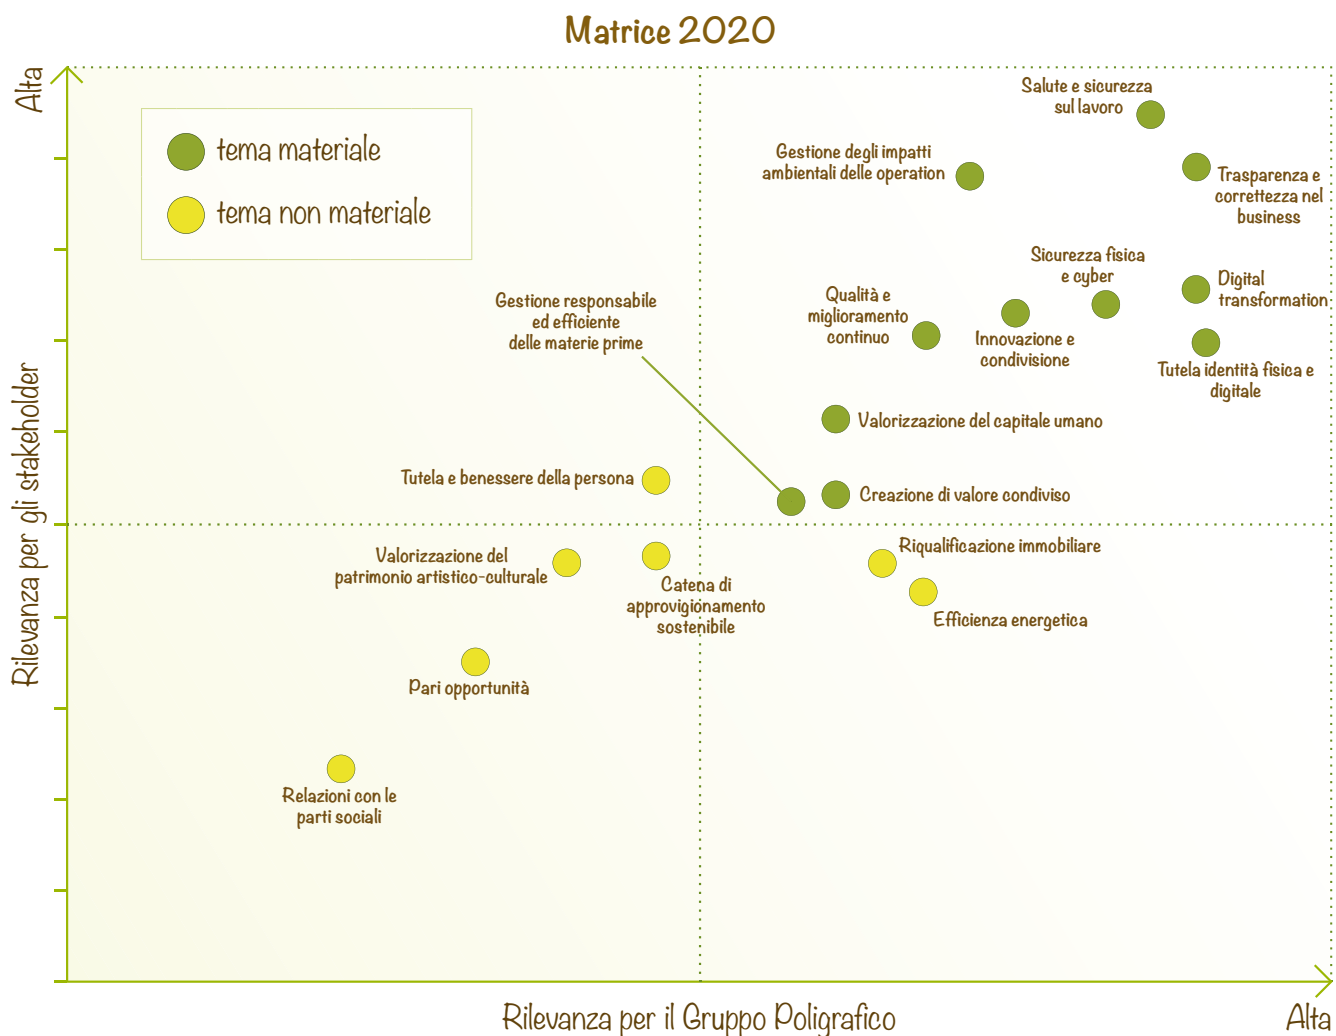 Matrice 2020
Alta
Rilevanza per gli stakeholder
tema materiale
tema non materiale
Salute e sicurezza
sul lavoro
Gestione degli impatti
ambientali delle operation
Trasparenza e
correttezza nel
business
Sicurezza fisica
e cyber
Digital
transformation
Gestione responsabile
ed efficiente
delle materie prime
Qualità e
miglioramento
continuo
Innovazione e
condivisione
Tutela identità fisica e
digitale
Valorizzazione del capitale umano
Tutela e benessere della persona
Creazione di valore condiviso
Valorizzazione del
patrimonio artistico-culturale
Catena di
approvigionamento
sostenibile
Riqualificazione immobiliare
Efficienza energetica
Pari opportunità
Relazioni con le
parti sociali
Rilevanza per il Gruppo Poligrafico
Alta